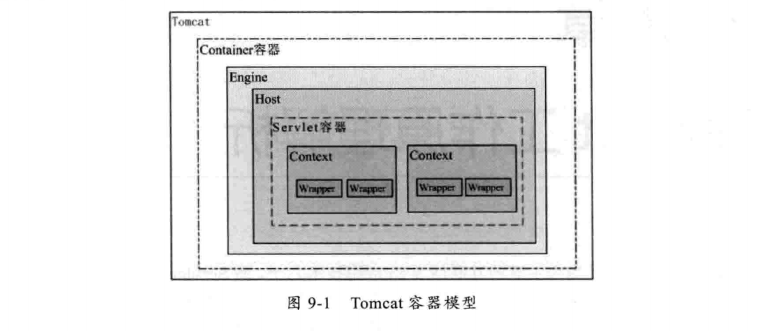 Tomcat
Container容器
Engine
Host
Servlet容器
Context
Context
Wrapper
Wrapper
Wrapper
Wrapper
图 9-1 Tomcat 容器模型